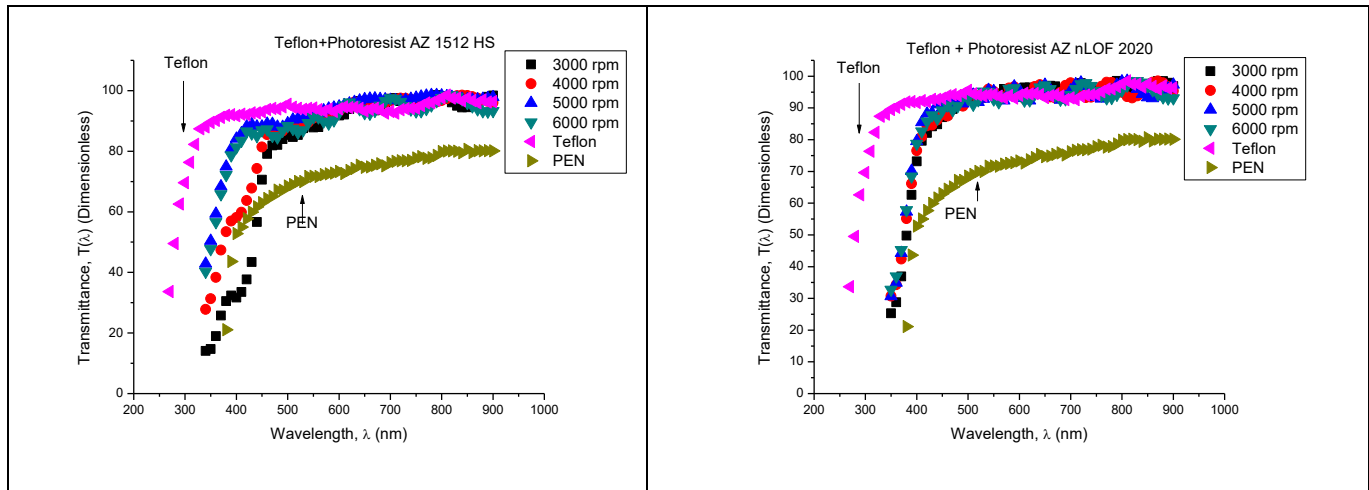 Teflon+Photoresist AZ 1512 HS
Teflon
3000 rpm
4000 rpm
5000 rpm
6000 rpm
Teflon
PEN
PEN
Transmittance, T(λ) (Dimensionless)
120
100
80
60
40
20
0
200 300 400 500 600 700 800 900 1000
Wavelength, λ (nm)
Teflon + Photoresist AZ nLOF 2020
Teflon
3000 rpm
4000 rpm
5000 rpm
6000 rpm
Teflon
PEN
PEN
Transmittance, T(λ) (Dimensionless)
100
90
80
70
60
50
40
30
20
10
0
200 300 400 500 600 700 800 900 1000
Wavelength, λ (nm)